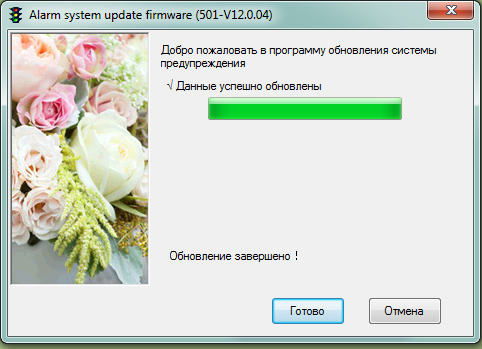 Alarm system update firmware (501-V12.0.04)
Добро пожаловать в программу обновления системы
предупреждения
√ Данные успешно обновлены
Обновление завершено !
Готово
Отмена